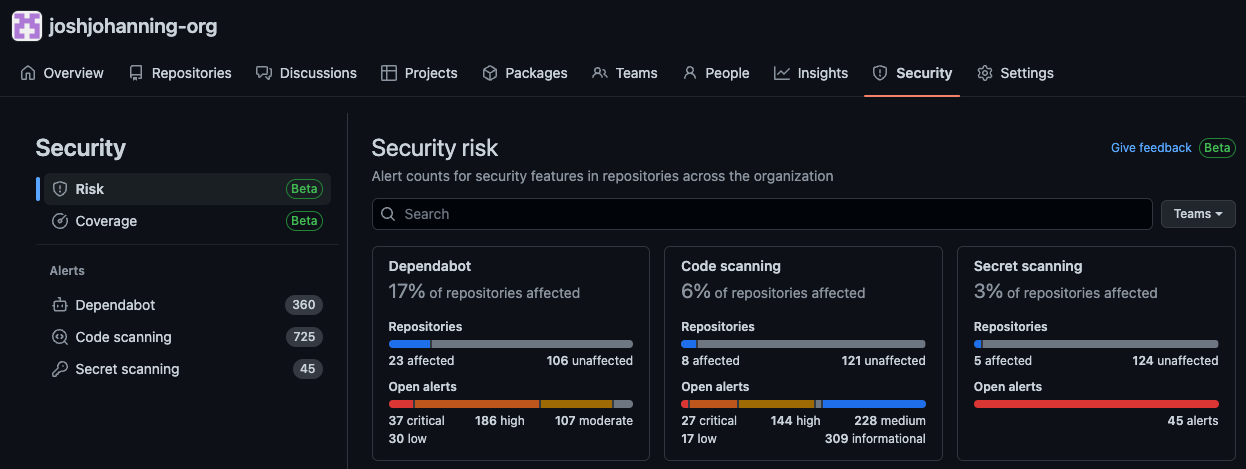 joshjohanning-org
Overview Repositories Discussions Projects Packages Teams People Insights Security Settings
Security
Risk Beta
Coverage Beta
Alerts
Dependabot 360
Code scanning 725
Secret scanning 45
Security risk
Give feedback Beta
Alert counts for security features in repositories across the organization
Search
Teams
Dependabot
17% of repositories affected
Repositories
23 affected 106 unaffected
Open alerts
37 critical 186 high 107 moderate
30 low
Code scanning
6% of repositories affected
Repositories
8 affected 121 unaffected
Open alerts
27 critical 144 high 228 medium
17 low 309 informational
Secret scanning
3% of repositories affected
Repositories
5 affected 124 unaffected
Open alerts
45 alerts